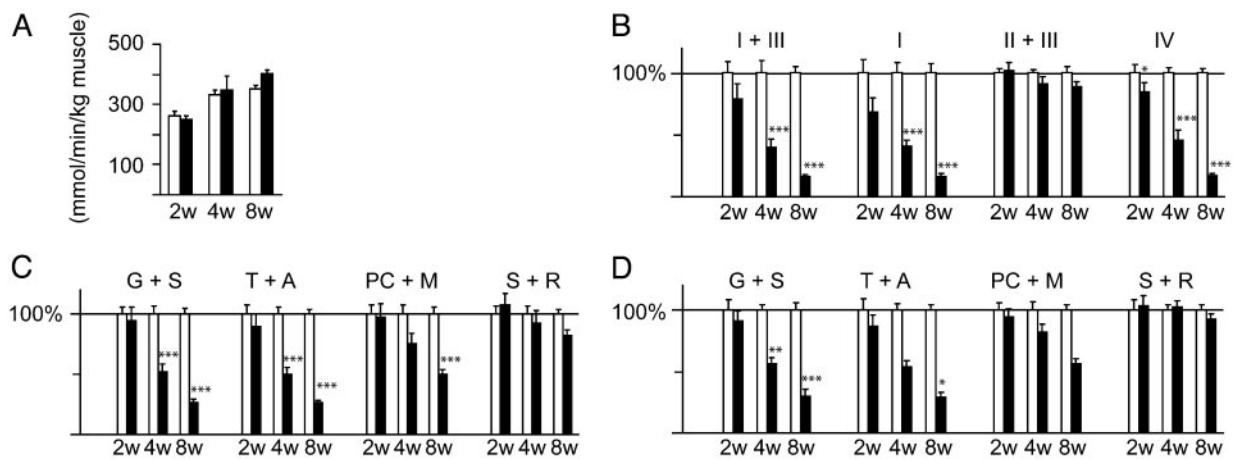 A
(mmol/min/kg muscle)
500
300
100
2w 4w 8w
B
I + III I II + III IV
100%
*
*** *** ***
*** *** ***
2w 4w 8w 2w 4w 8w 2w 4w 8w 2w 4w 8w
C
G + S T + A PC + M S + R
100%
*** *** ***
*** ***
2w 4w 8w 2w 4w 8w 2w 4w 8w 2w 4w 8w
D
G + S T + A PC + M S + R
100%
**
*** *
2w 4w 8w 2w 4w 8w 2w 4w 8w 2w 4w 8w